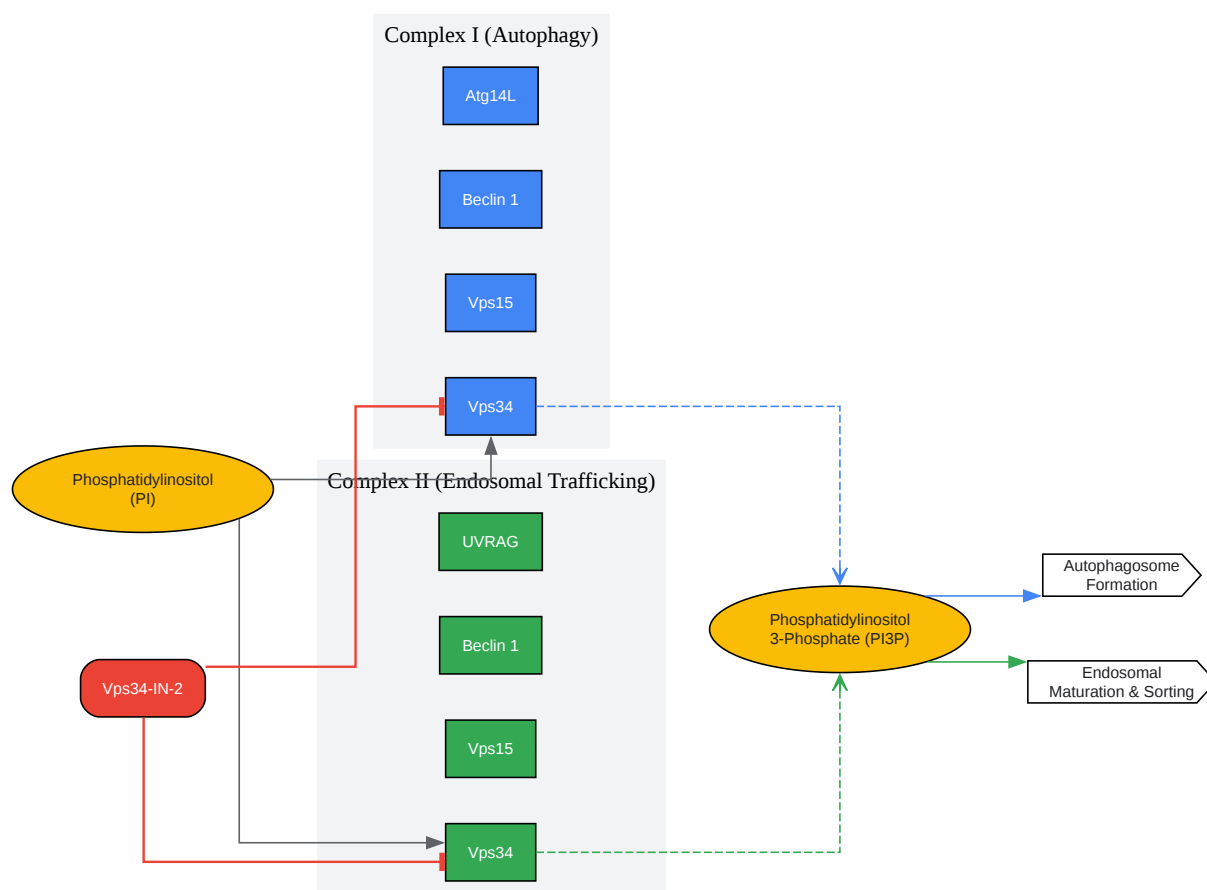 Complex I (Autophagy)
Atg14L
Beclin 1
Vps15
Vps34
Phosphatidylinositol
(PI)
Complex II (Endosomal Trafficking)
UVRAG
Beclin 1
Vps15
Vps34
Vps34-IN-2
Phosphatidylinositol
3-Phosphate (PI3P)
Autophagosome
Formation
Endosomal
Maturation & Sorting